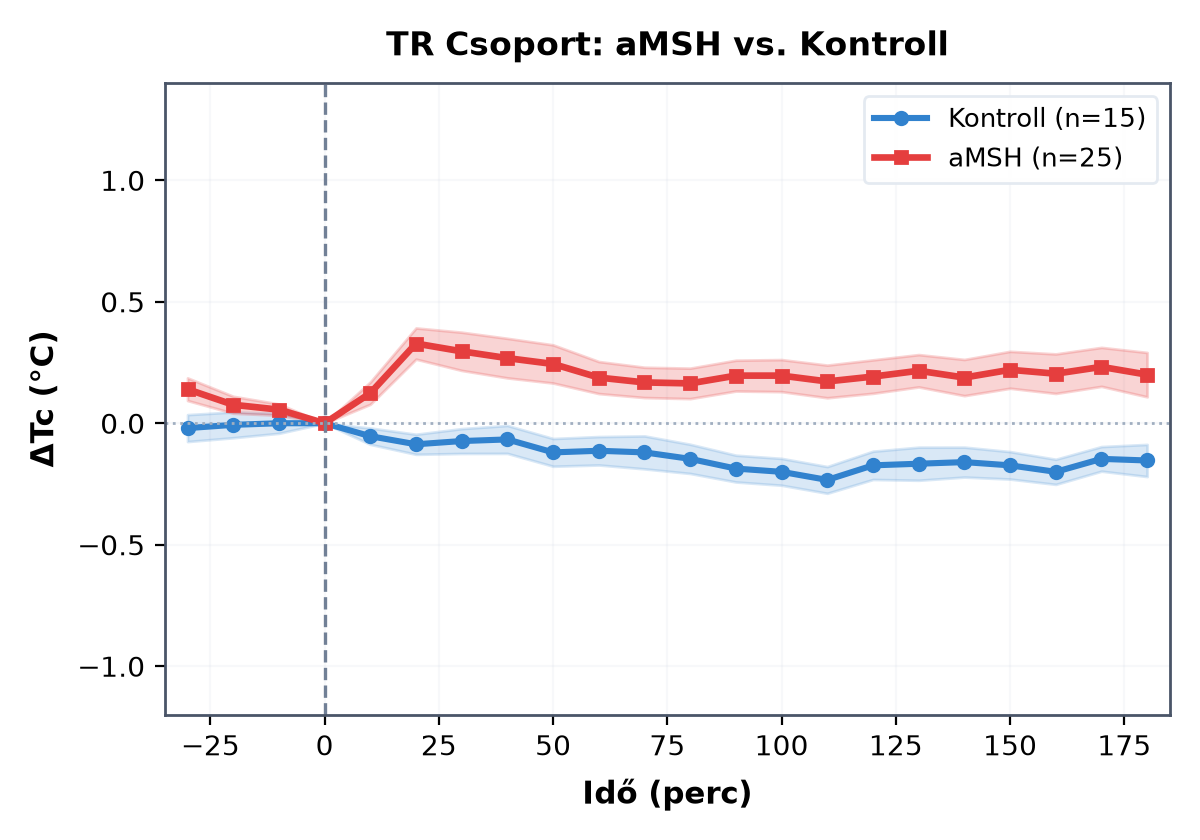 TR Csoport: aMSH vs. Kontroll
Kontroll (n=15)
aMSH (n=25)
ΔTc (°C)
1.0
0.5
0.0
−0.5
−1.0
−25 0 25 50 75 100 125 150 175
Idő (perc)